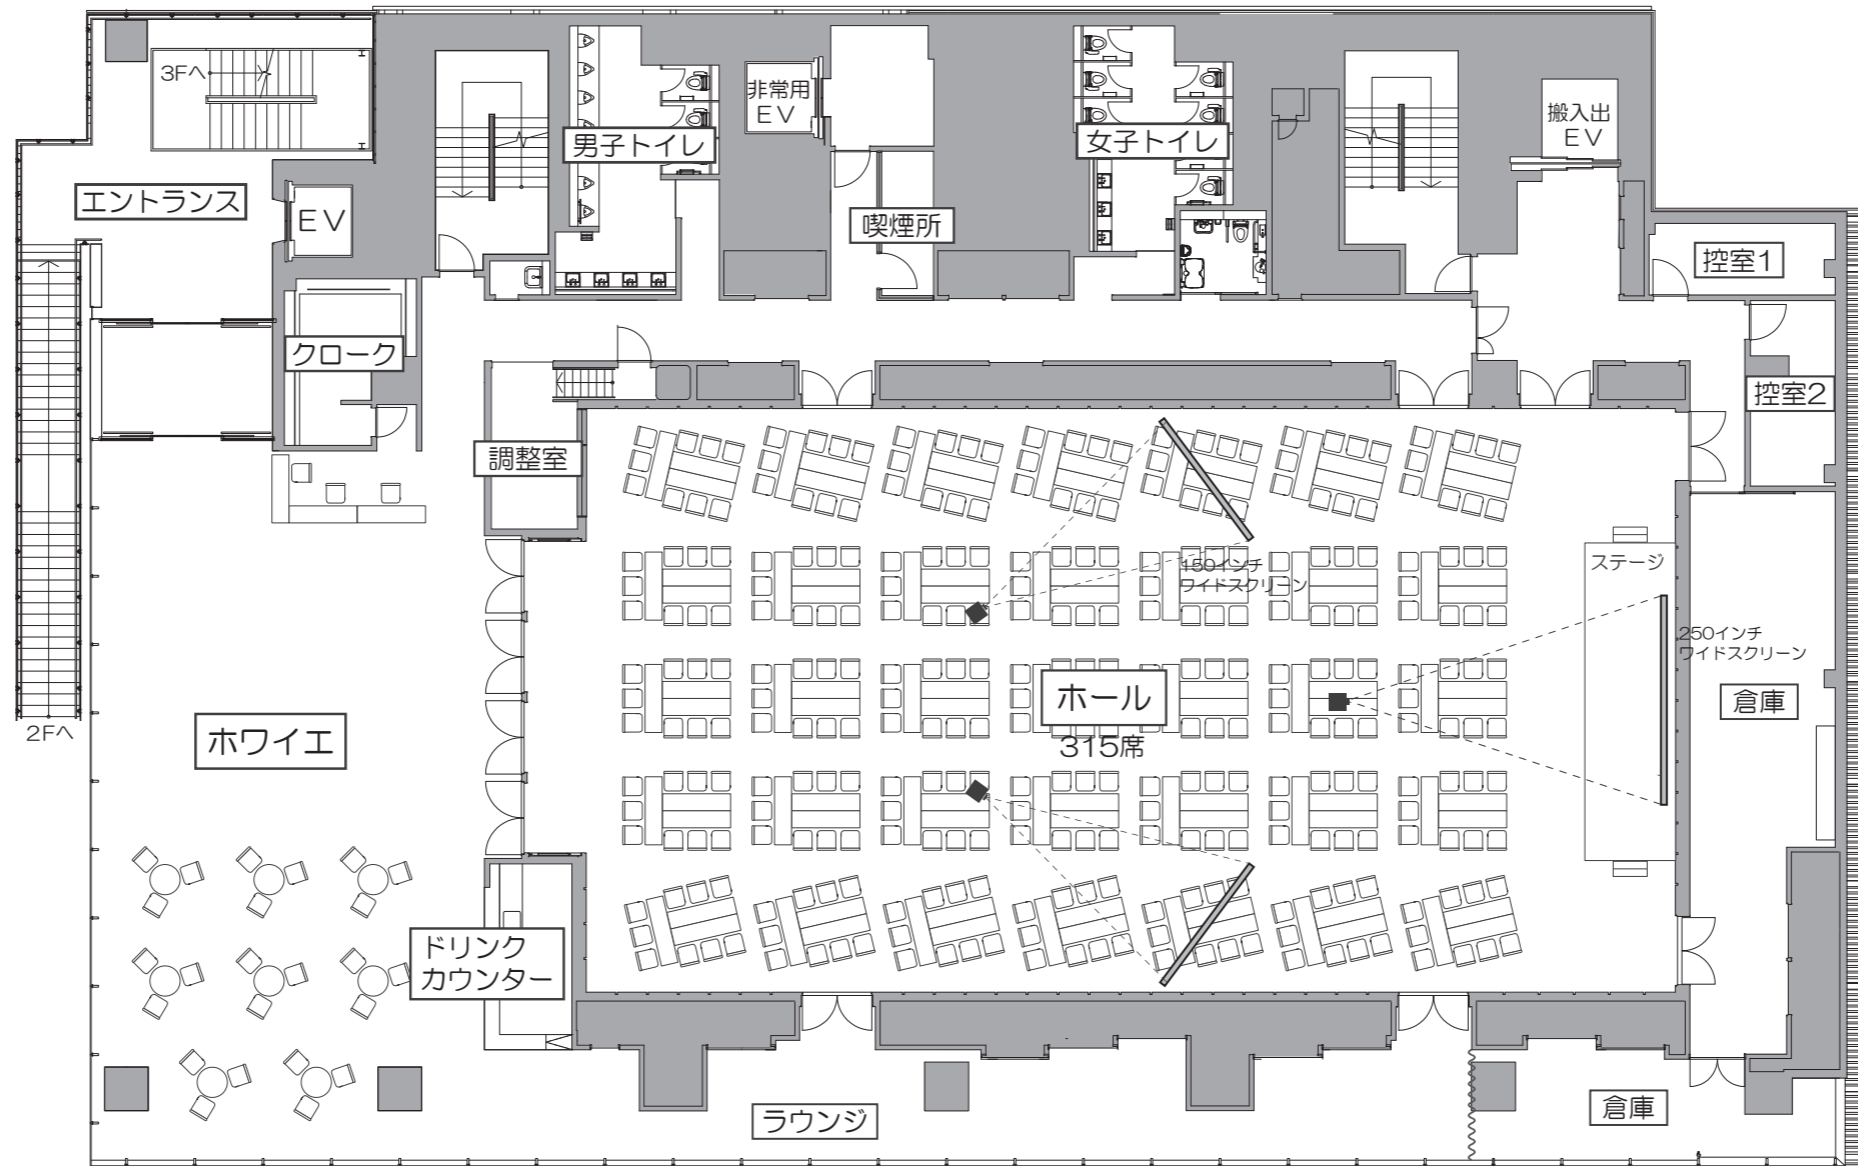 3Fへ
非常用
EV
搬入出
EV
男子トイレ
女子トイレ
エントランス
EV
喫煙所
控室1
クローク
控室2
調整室
ステージ
150インチ
ワイドスクリーン
250インチ
ワイドスクリーン
ホール
315席
倉庫
2Fへ
ホワイエ
ドリンク
カウンター
ラウンジ
倉庫